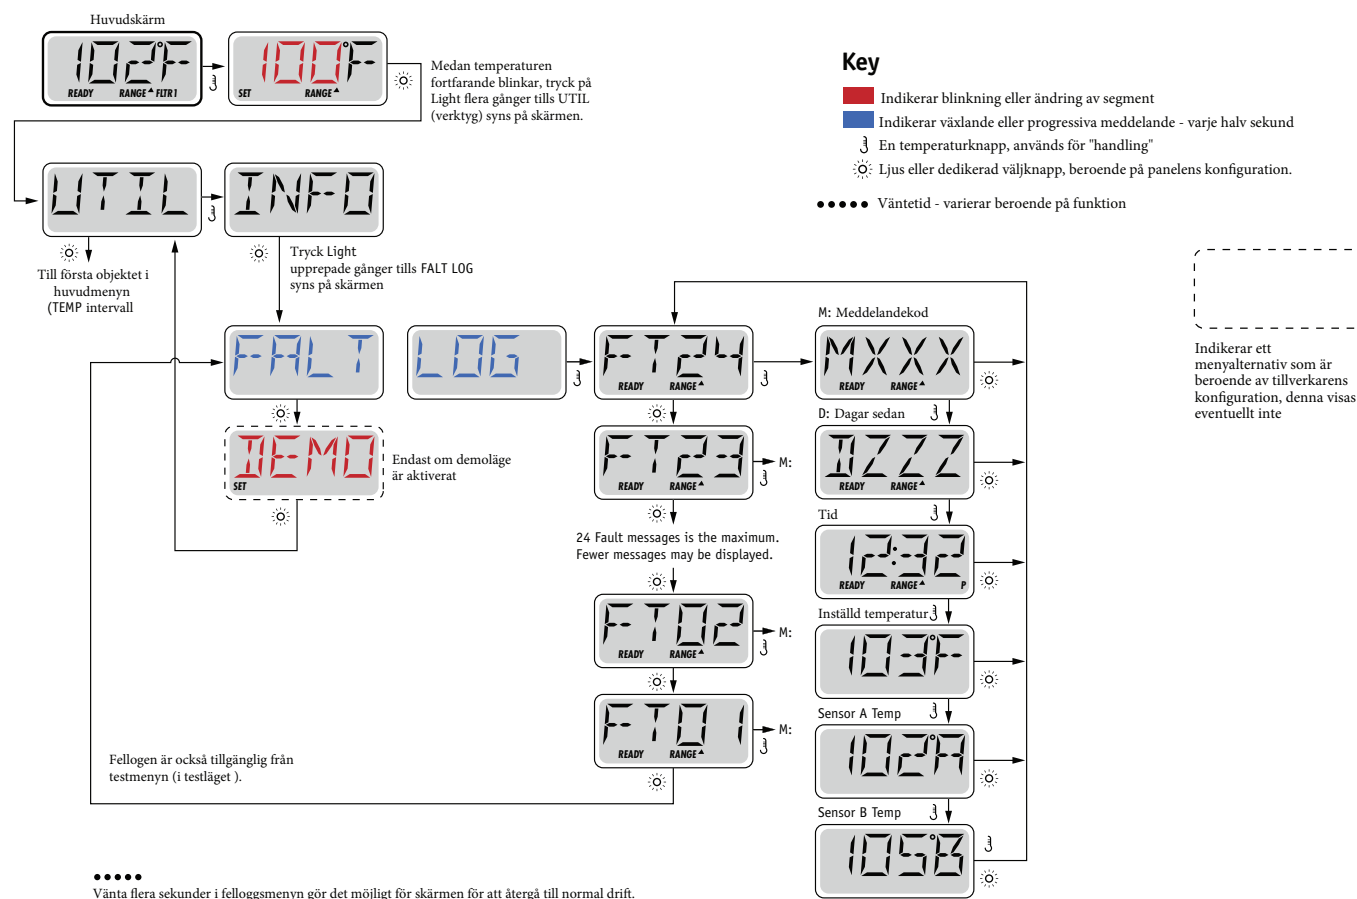 Huvudskärm
102°F
READY RANGE FLTR1
100°F
SET RANGE
Medan temperaturen
fortfarande blinkar, tryck på
Light flera gånger tills UTIL
(verktyg) syns på skärmen.
Key
Indikerar blinkning eller ändring av segment
Indikerar växlande eller progressiva meddelande - varje halv sekund
En temperaturknapp, används för "handling"
Ljus eller dedikerad väljknapp, beroende på panelens konfiguration.
Väntetid - varierar beroende på funktion
UTIL
INFO
Till första objektet i
huvudmenyn
(TEMP intervall
Tryck Light
upprepade gånger tills FALT LOG
syns på skärmen
Indikerar ett
menyalternativ som är
beroende av tillverkarens
konfiguration, denna visas
eventuellt inte
FALT
LOG
FT24
READY RANGE
M: Meddelandekod
MXXX
READY RANGE
DEMO
SET
Endast om demoläge
är aktiverat
FT23
READY RANGE
M:
D: Dagar sedan
DZZZ
READY RANGE
24 Fault messages is the maximum.
Fewer messages may be displayed.
Tid
12:32
READY RANGE P
FT02
READY RANGE
M:
Inställd temperatur
103°F
FT01
READY RANGE
M:
Sensor A Temp
102°A
Sensor B Temp
105°B
Fellogen är också tillgänglig från
testmenyn (i testläget ).
Vänta flera sekunder i felloggsmenyn gör det möjligt för skärmen för att återgå till normal drift.